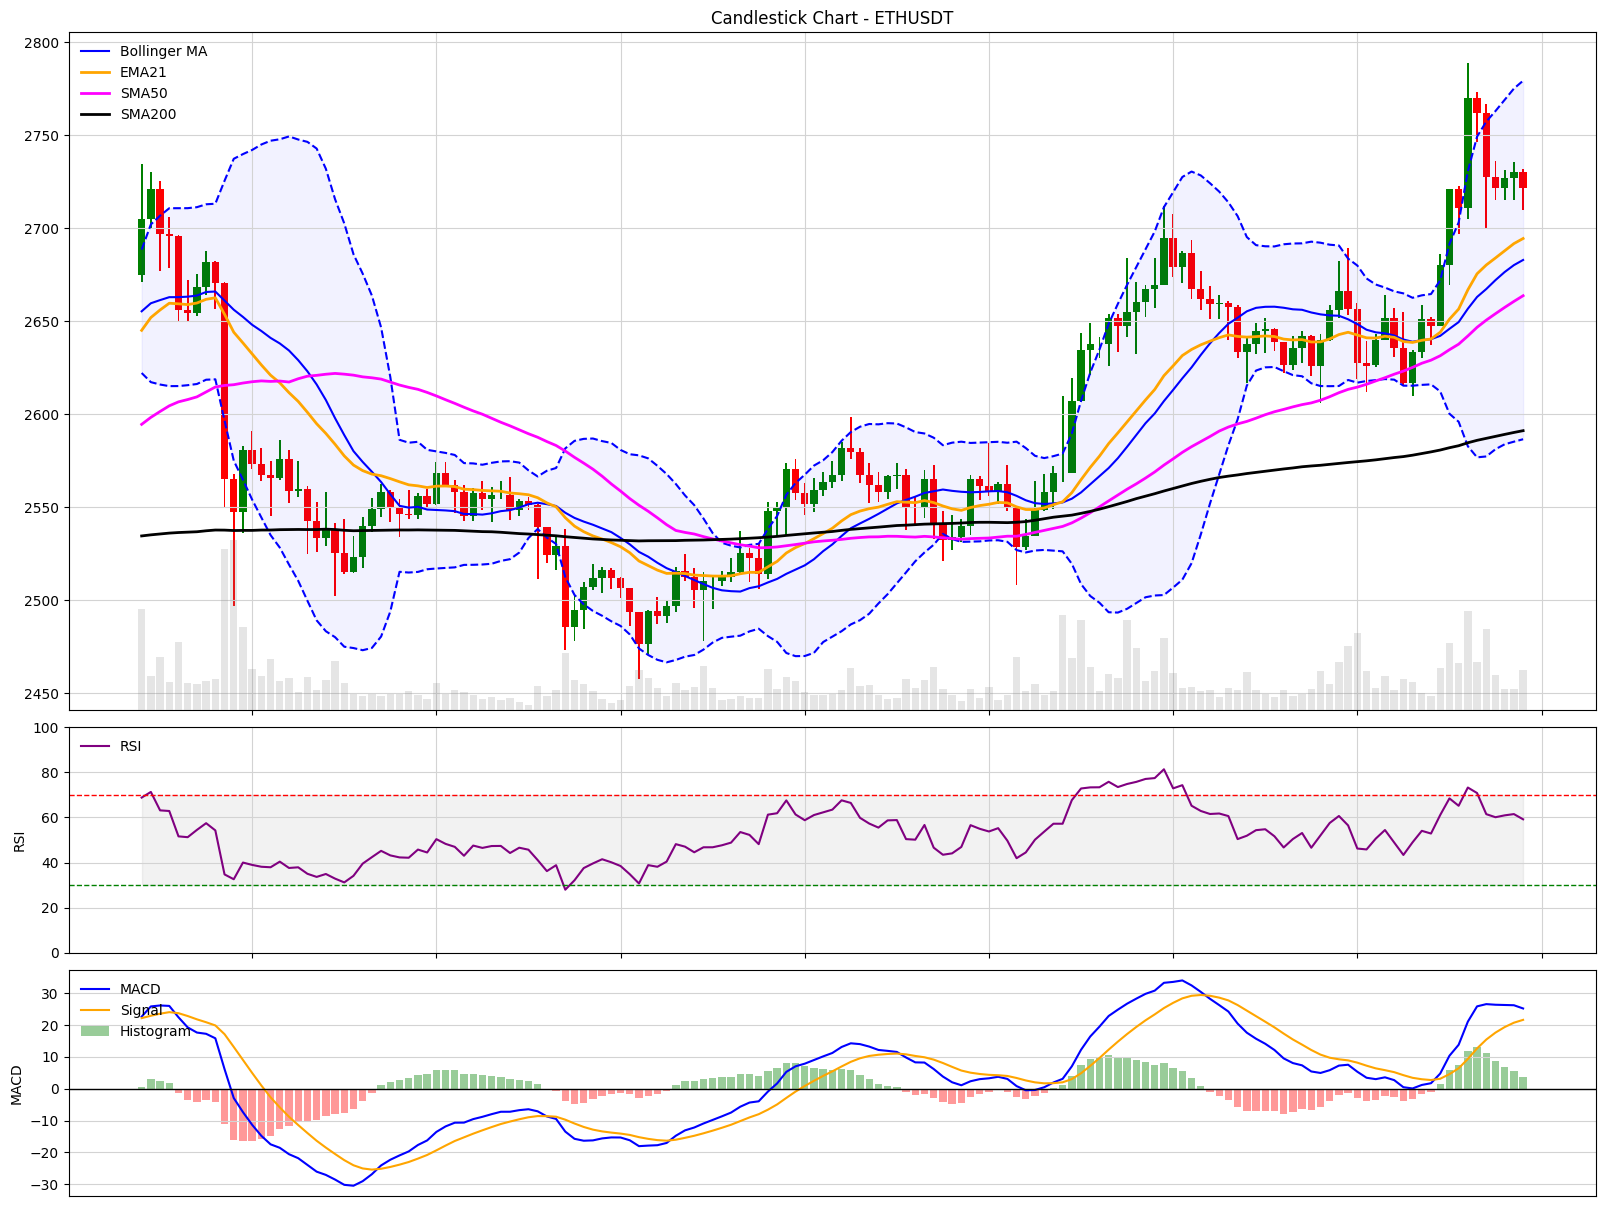 Candlestick Chart - ETHUSDT
2800
2750
2700
2650
2600
2550
2500
2450
Bollinger MA
EMA21
SMA50
SMA200
100
80
60
40
20
0
RSI
RSI
30
20
10
0
−10
−20
−30
MACD
MACD
Signal
Histogram